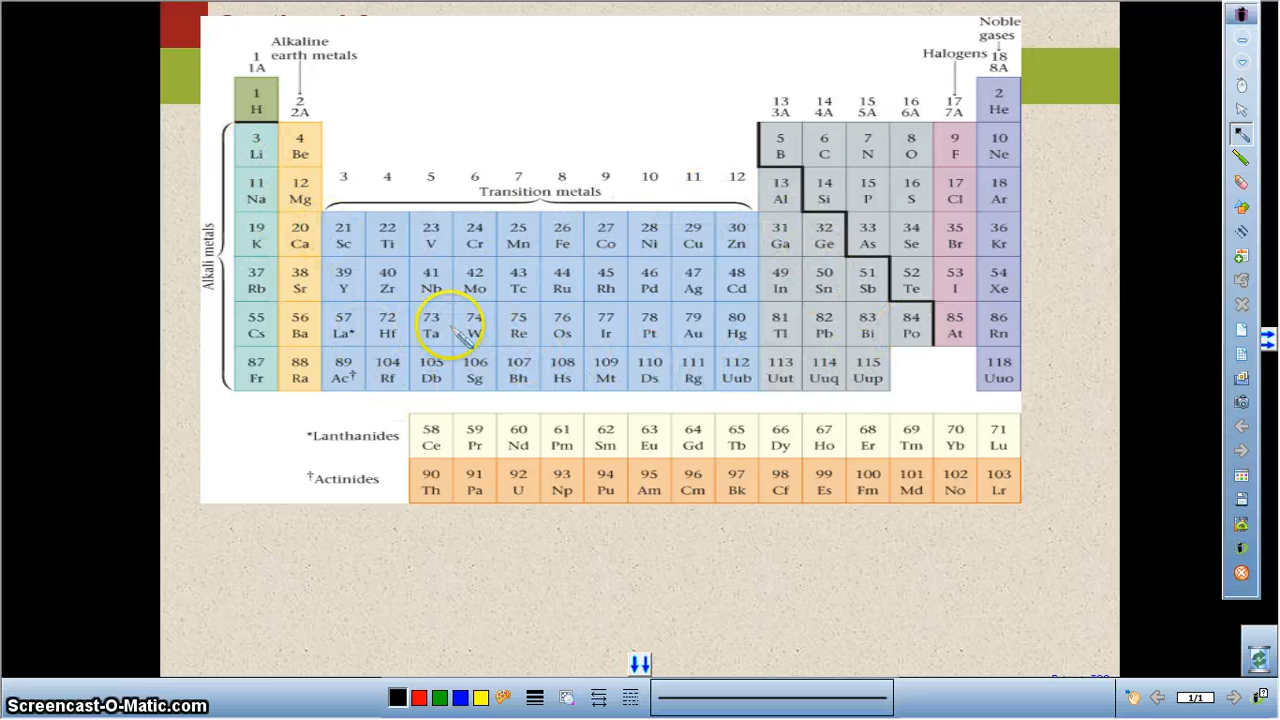 Noble
gases
Alkaline
earth metals
Halogens
1
1A
18
8A
2
2A
13 14 15 16 17
3A 4A 5A 6A 7A
1 2
H He
3 4 5 6 7 8 9 10
Li Be B C N O F Ne
3 4 5 6 7 8 9 10 11 12
Transition metals
11 12 13 14 15 16 17 18
Na Mg Al Si P S Cl Ar
19 20 21 22 23 24 25 26 27 28 29 30 31 32 33 34 35 36
K Ca Sc Ti V Cr Mn Fe Co Ni Cu Zn Ga Ge As Se Br Kr
Alkali metals
37 38 39 40 41 42 43 44 45 46 47 48 49 50 51 52 53 54
Rb Sr Y Zr Nb Mo Tc Ru Rh Pd Ag Cd In Sn Sb Te I Xe
55 56 57 72 73 74 75 76 77 78 79 80 81 82 83 84 85 86
Cs Ba La* Hf Ta W Re Os Ir Pt Au Hg Tl Pb Bi Po At Rn
87 88 89 104 105 106 107 108 109 110 111 112 113 114 115 118
Fr Ra Ac† Rf Db Sg Bh Hs Mt Ds Rg Uub Uut Uuq Uup Uuo
*Lanthanides
58 59 60 61 62 63 64 65 66 67 68 69 70 71
Ce Pr Nd Pm Sm Eu Gd Tb Dy Ho Er Tm Yb Lu
†Actinides
90 91 92 93 94 95 96 97 98 99 100 101 102 103
Th Pa U Np Pu Am Cm Bk Cf Es Fm Md No Lr
1/1
Screencast-O-Matic.com